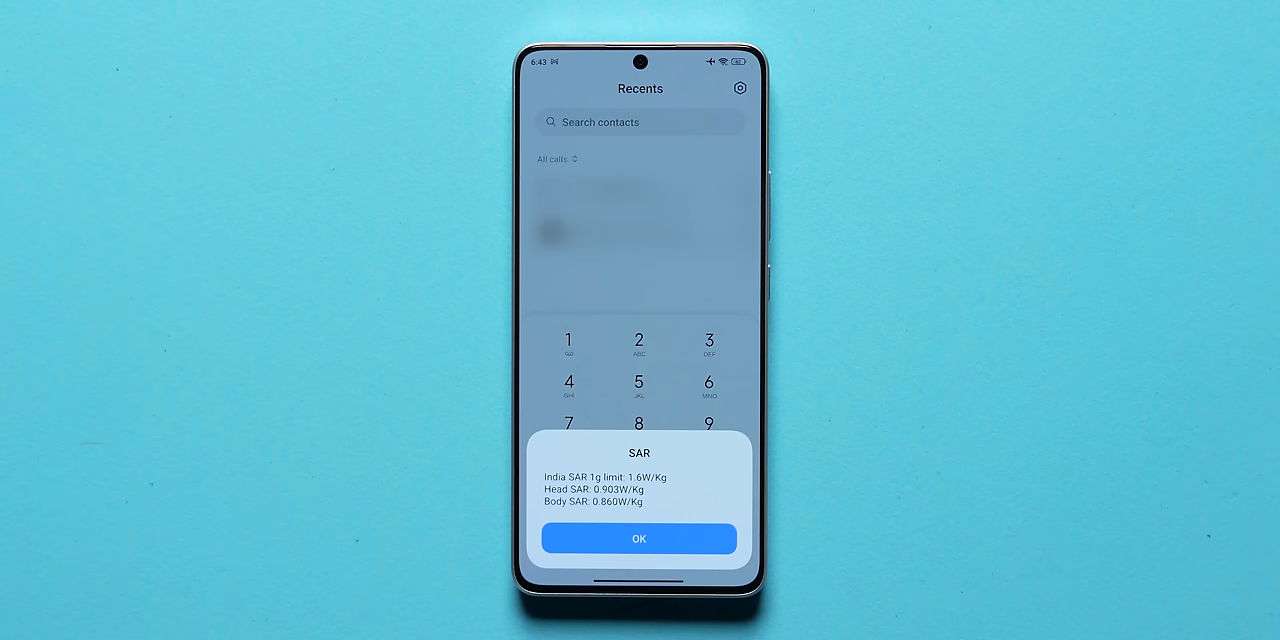 6:43
62
Recents
Search contacts
All calls
1 2 3
ABC DEF
4 5 6
GHI JKL MNO
7 8 9
SAR
India SAR 1g limit: 1.6W/Kg
Head SAR: 0.903W/Kg
Body SAR: 0.860W/Kg
OK